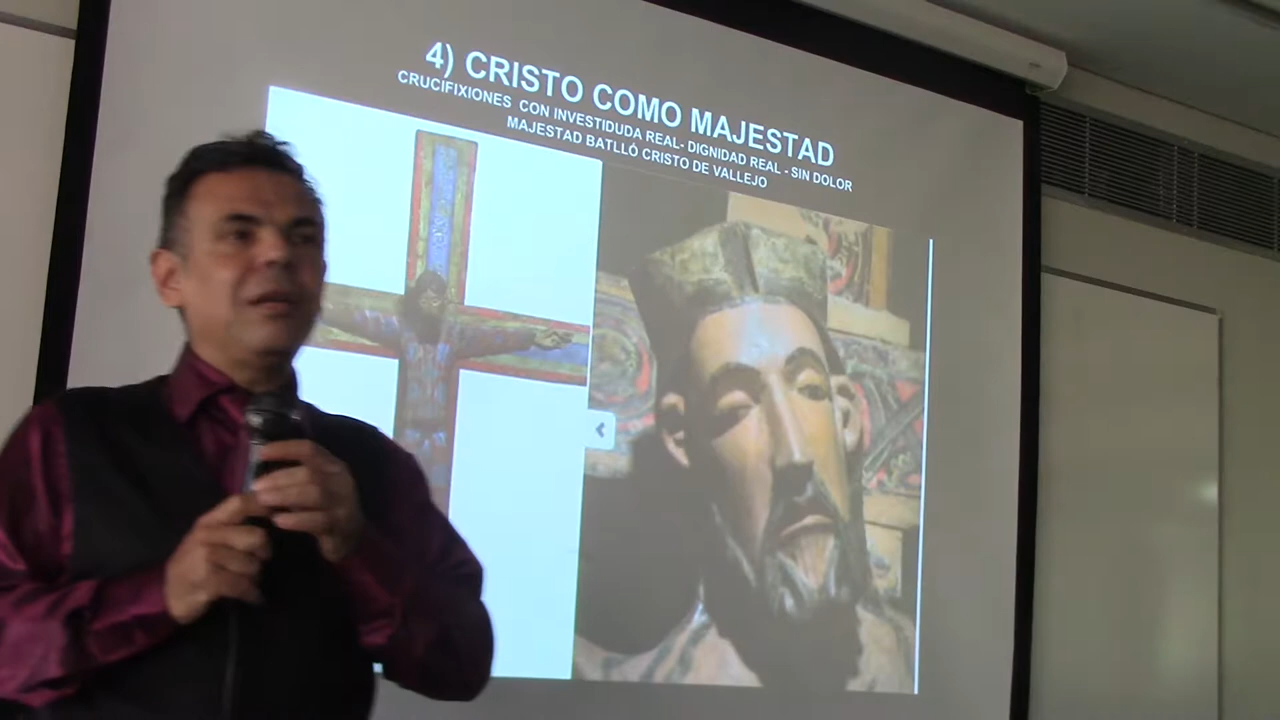 4) CRISTO COMO MAJESTAD
CRUCIFIXIONES CON INVESTIDUDA REAL- DIGNIDAD REAL - SIN DOLOR
MAJESTAD BATLLÓ CRISTO DE VALLEJO